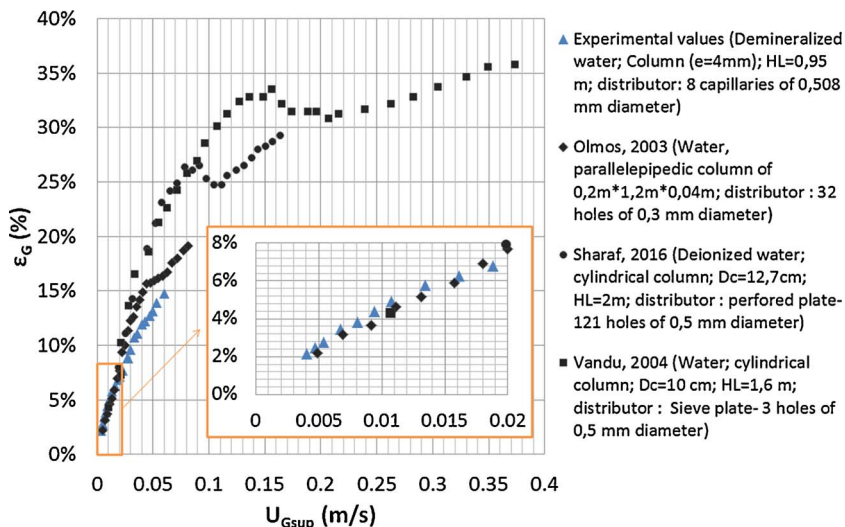 40%
35%
30%
25%
20%
15%
10%
5%
0%
εG (%)
0 0.05 0.1 0.15 0.2 0.25 0.3 0.35 0.4
UGsup (m/s)
8%
6%
4%
2%
0%
0 0.005 0.01 0.015 0.02
Experimental values (Demineralized
water; Column (e=4mm); HL=0,95
m; distributor: 8 capillaries of 0,508
mm diameter)
Olmos, 2003 (Water,
parallelepipedic column of
0,2m*1,2m*0,04m; distributor : 32
holes of 0,3 mm diameter)
Sharaf, 2016 (Deionized water;
cylindrical column; Dc=12,7cm;
HL=2m; distributor : perfored plate-
121 holes of 0,5 mm diameter)
Vandu, 2004 (Water; cylindrical
column; Dc=10 cm; HL=1,6 m;
distributor : Sieve plate- 3 holes of
0,5 mm diameter)